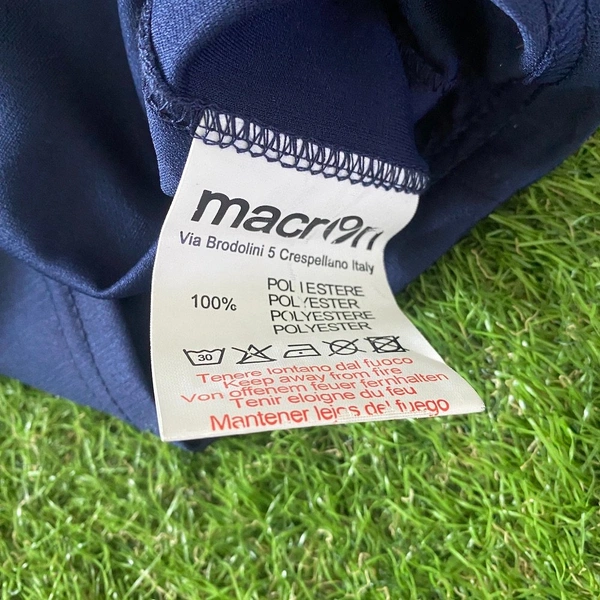 macron
Via Brodolini 5 Crespellano Italy
100%
POLIESTERE
POLYESTER
POLYESTERE
POLYESTER
30
Tenere lontano dal fuoco
Keep away from fire
Von offenem feuer fernhalten
Tenir eloigne du feu
Mantener lejos del fuego